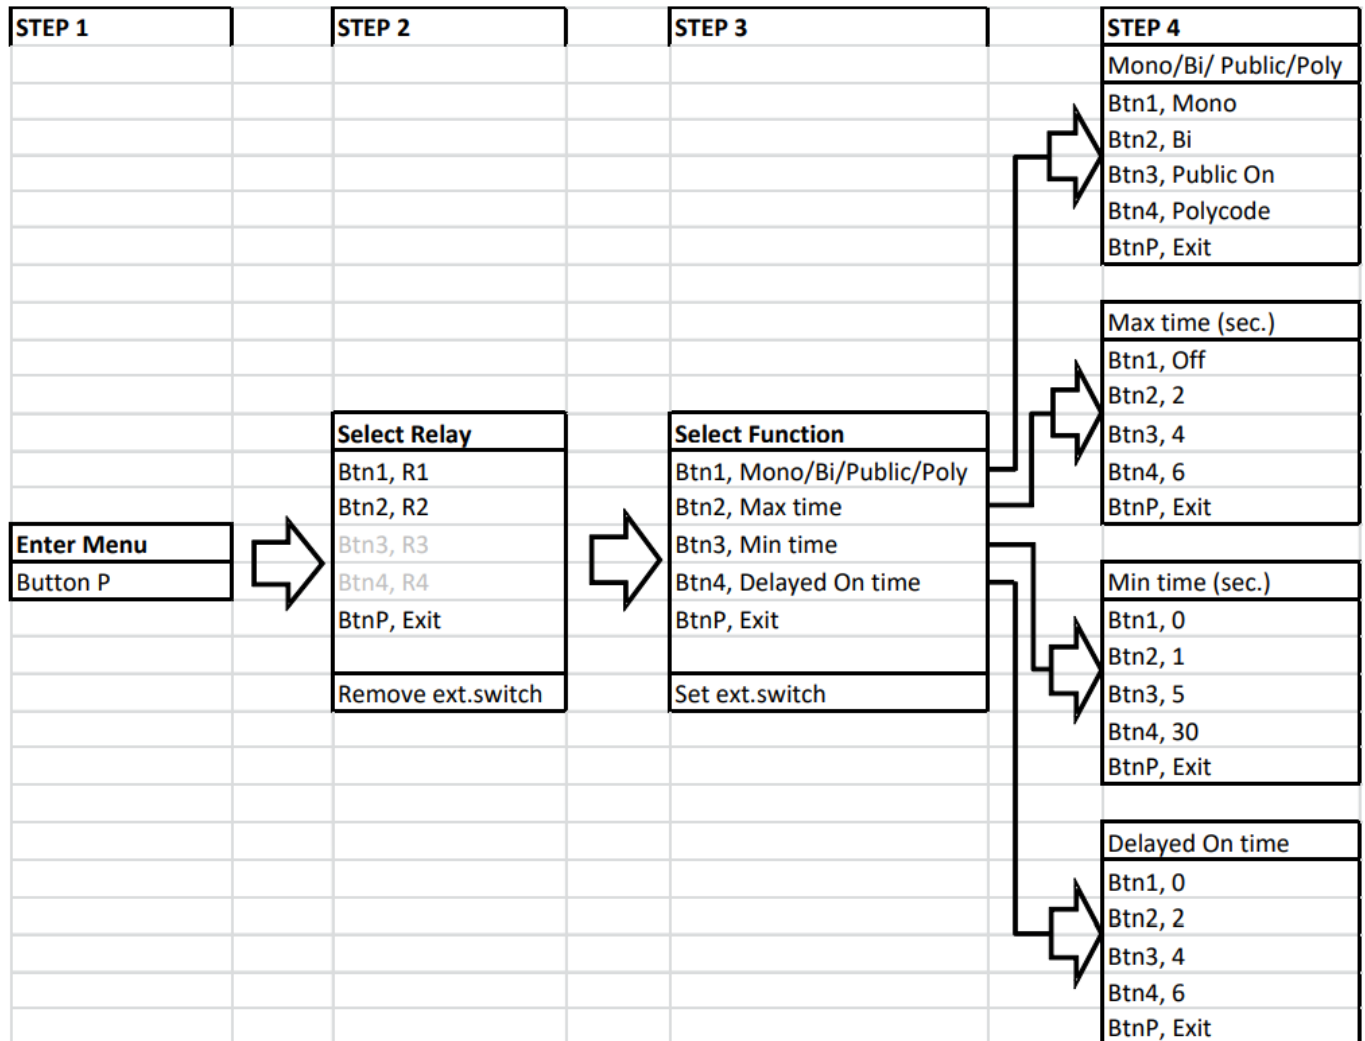 STEP 1
Enter Menu
Button P
STEP 2
Select Relay
Btn1, R1
Btn2, R2
Btn3, R3
Btn4, R4
BtnP, Exit
Remove ext.switch
STEP 3
Select Function
Btn1, Mono/Bi/Public/Poly
Btn2, Max time
Btn3, Min time
Btn4, Delayed On time
BtnP, Exit
Set ext.switch
STEP 4
Mono/Bi/ Public/Poly
Btn1, Mono
Btn2, Bi
Btn3, Public On
Btn4, Polycode
BtnP, Exit
Max time (sec.)
Btn1, Off
Btn2, 2
Btn3, 4
Btn4, 6
BtnP, Exit
Min time (sec.)
Btn1, 0
Btn2, 1
Btn3, 5
Btn4, 30
BtnP, Exit
Delayed On time
Btn1, 0
Btn2, 2
Btn3, 4
Btn4, 6
BtnP, Exit